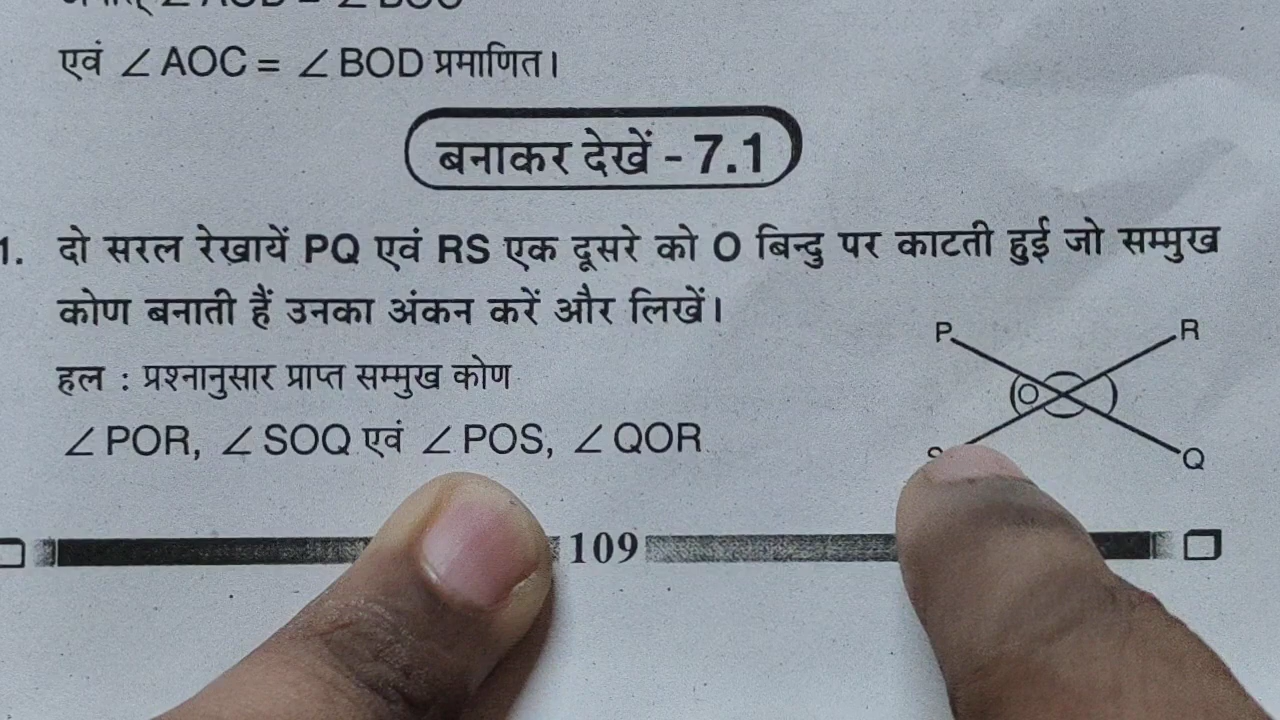 एवं ∠AOC = ∠BOD प्रमाणित।
बनाकर देखें - 7.1
1. दो सरल रेखायें PQ एवं RS एक दूसरे को O बिन्दु पर काटती हुई जो सम्मुख
कोण बनाती हैं उनका अंकन करें और लिखें।
P R
हल : प्रश्नानुसार प्राप्त सम्मुख कोण
O
∠POR, ∠SOQ एवं ∠POS, ∠QOR
Q
109